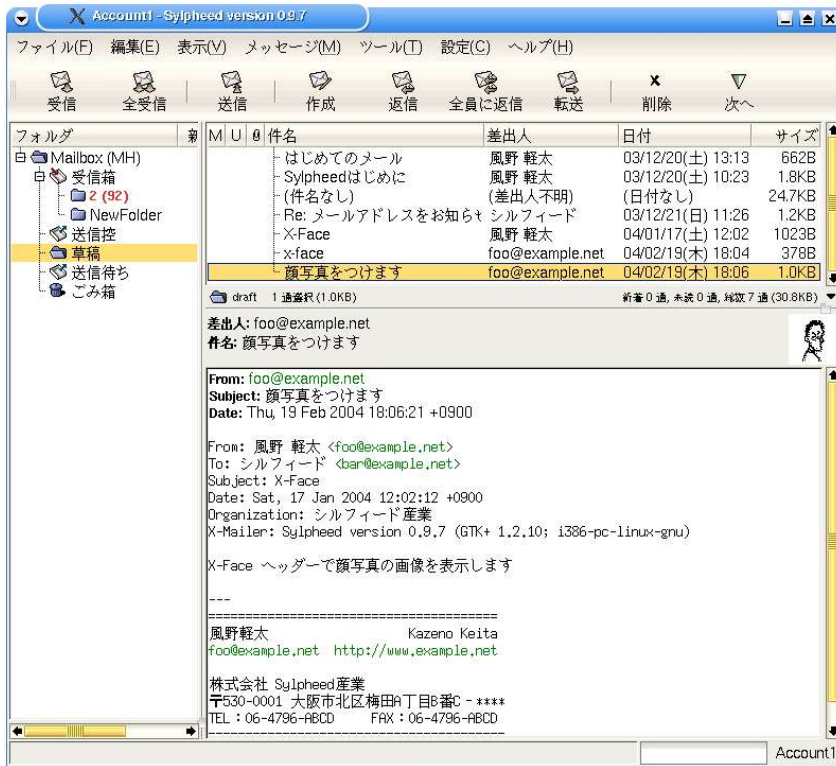 Account1 - Sylpheed version 0.9.7
ファイル(F) 編集(E) 表示(V) メッセージ(M) ツール(T) 設定(C) ヘルプ(H)
受信 全受信 送信 作成 返信 全員に返信 転送 削除 次へ
フォルダ 新
Mailbox (MH)
受信箱
2 (92)
NewFolder
送信控
草稿
送信待ち
ごみ箱
M U 件名 差出人 日付 サイズ
はじめてのメール 風野 軽太 03/12/20(土) 13:13 662B
Sylpheedはじめに 風野 軽太 03/12/20(土) 10:23 1.8KB
(件名なし) (差出人不明) (日付なし) 24.7KB
Re: メールアドレスをお知らせ シルフィード 03/12/21(日) 11:26 1.2KB
X-Face 風野 軽太 04/01/17(土) 12:02 1023B
x-face foo@example.net 04/02/19(木) 18:04 378B
顔写真をつけます foo@example.net 04/02/19(木) 18:06 1.0KB
draft 1 通選択(1.0KB) 新着 0 通, 未読 0 通, 総数 7 通 (30.8KB)
差出人: foo@example.net
件名: 顔写真をつけます
From: foo@example.net
Subject: 顔写真をつけます
Date: Thu, 19 Feb 2004 18:06:21 +0900
From: 風野 軽太 <foo@example.net>
To: シルフィード <bar@example.net>
Subject: X-Face
Date: Sat, 17 Jan 2004 12:02:12 +0900
Organization: シルフィード産業
X-Mailer: Sylpheed version 0.9.7 (GTK+ 1.2.10; i386-pc-linux-gnu)
X-Face ヘッダーで顔写真の画像を表示します
---
=======================================
風野軽太 Kazeno Keita
foo@example.net http://www.example.net
株式会社 Sylpheed産業
〒530-0001 大阪市北区梅田A丁目B番C - ****
TEL：06-4796-ABCD FAX：06-4796-ABCD
----------------------------------------
Account1